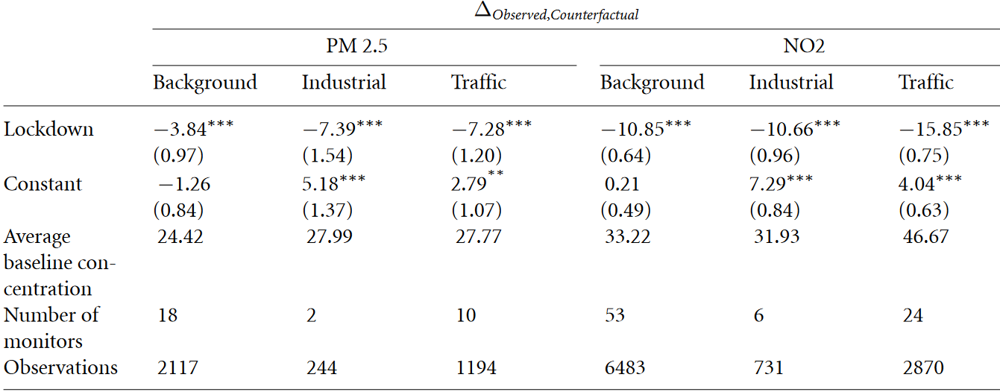 Δ Observed,Counterfactual
PM 2.5 NO2
Background Industrial Traffic Background Industrial Traffic
Lockdown −3.84*** −7.39*** −7.28*** −10.85*** −10.66*** −15.85***
(0.97) (1.54) (1.20) (0.64) (0.96) (0.75)
Constant −1.26 5.18*** 2.79** 0.21 7.29*** 4.04***
(0.84) (1.37) (1.07) (0.49) (0.84) (0.63)
Average 24.42 27.99 27.77 33.22 31.93 46.67
baseline con-
centration
Number of 18 2 10 53 6 24
monitors
Observations 2117 244 1194 6483 731 2870